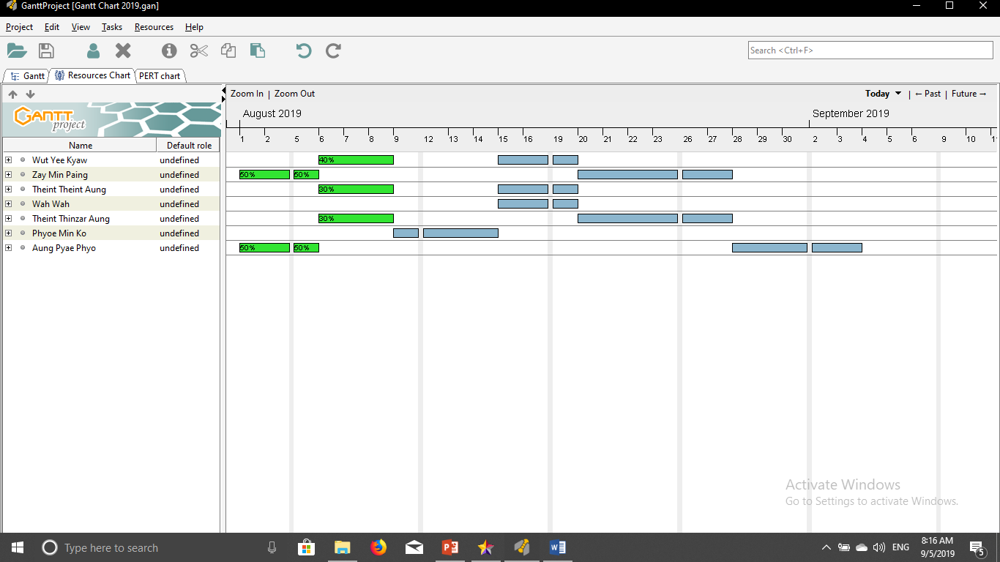 GanttProject [Gantt Chart 2019.gan]
Project Edit View Tasks Resources Help
Search <Ctrl+F>
Gantt Resources Chart PERT chart
Zoom In | Zoom Out Today | ←Past | Future→
GANTT project
August 2019 September 2019
1 2 5 6 7 8 9 12 13 14 15 16 19 20 21 22 23 26 27 28 29 30 2 3 4 5 6 9 10 1
Name Default role
Wut Yee Kyaw undefined 40%
Zay Min Paing undefined 50% 50%
Theint Theint Aung undefined 30%
Wah Wah undefined
Theint Thinzar Aung undefined 30%
Phyoe Min Ko undefined
Aung Pyae Phyo undefined 50% 50%
Activate Windows
Go to Settings to activate Windows.
Type here to search ENG 8:16 AM
9/5/2019 5